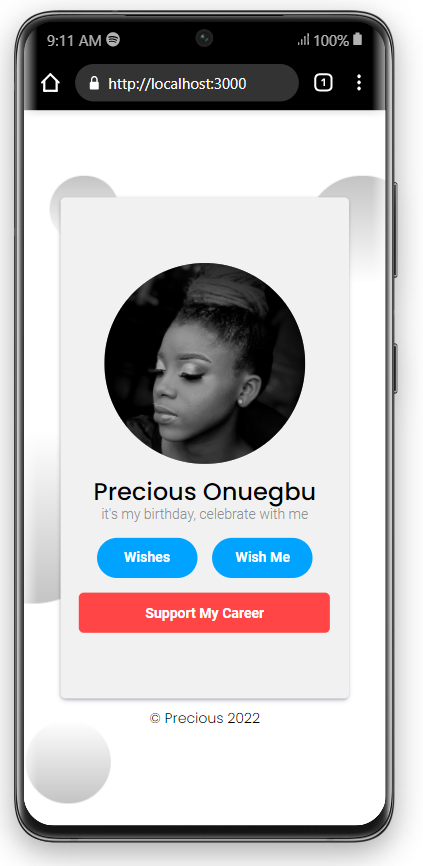 9:11 AM 100%
http://localhost:3000 1
Precious Onuegbu
it's my birthday, celebrate with me
Wishes Wish Me
Support My Career
© Precious 2022